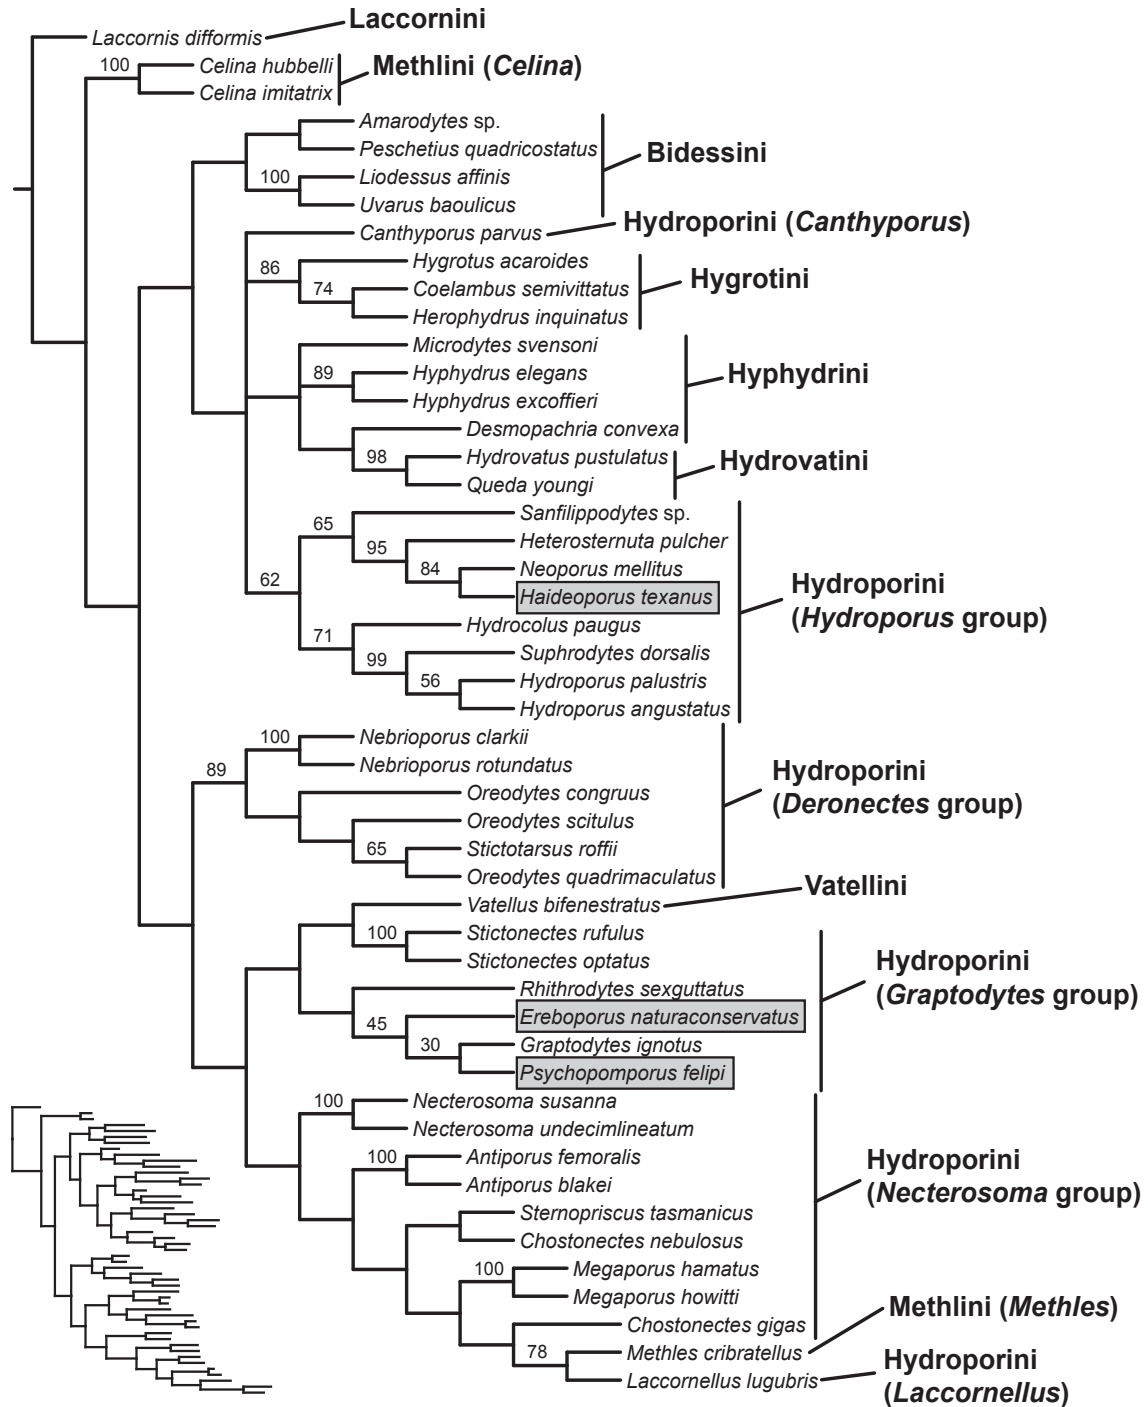 Laccornini
Laccornis difformis
100
Celina hubbelli
Methlini (Celina)
Celina imitatrix
Amarodytes sp.
Peschetius quadricostatus
Bidessini
100
Liodessus affinis
Uvarus baoulicus
Canthyporus parvus
Hydroporini (Canthyporus)
86
Hygrotus acaroides
74
Coelambus semivittatus
Hygrotini
Herophydrus inquinatus
Microdytes svensoni
89
Hyphydrus elegans
Hyphydrini
Hyphydrus excoffieri
Desmopachria convexa
98
Hydrovatus pustulatus
Hydrovatini
Queda youngi
Sanfilippodytes sp.
65
Heterosternuta pulcher
95
Neoporus mellitus
84
62
Haideoporus texanus
Hydroporini
(Hydroporus group)
Hydrocolus paugus
71
Suphrodytes dorsalis
99
Hydroporus palustris
56
Hydroporus angustatus
100
Nebrioporus clarkii
89
Nebrioporus rotundatus
Hydroporini
(Deronectes group)
Oreodytes congruus
Oreodytes scitulus
65
Stictotarsus roffii
Oreodytes quadrimaculatus
Vatellini
Vatellus bifenestratus
100
Stictonectes rufulus
Stictonectes optatus
Hydroporini
(Graptodytes group)
Rhithrodytes sexguttatus
45
Ereboporus naturaconservatus
30
Graptodytes ignotus
Psychopomporus felipi
100
Necterosoma susanna
Necterosoma undecimlineatum
100
Antiporus femoralis
Hydroporini
(Necterosoma group)
Antiporus blakei
Sternopriscus tasmanicus
Chostonectes nebulosus
100
Megaporus hamatus
Megaporus howitti
Methlini (Methles)
Chostonectes gigas
78
Methles cribratellus
Laccornellus lugubris
Hydroporini
(Laccornellus)